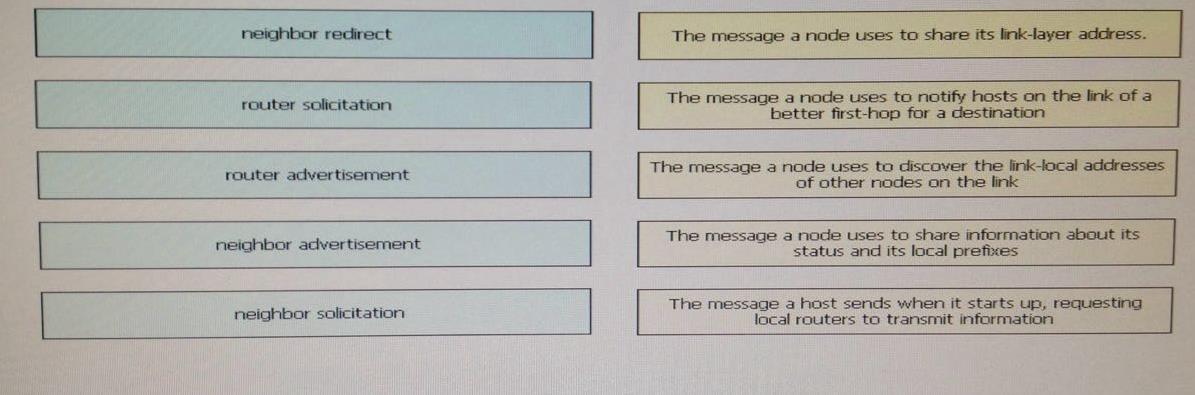 neighbor redirect
The message a node uses to share its link-layer address.
router solicitation
The message a node uses to notify hosts on the link of a
better first-hop for a destination
router advertisement
The message a node uses to discover the link-local addresses
of other nodes on the link
neighbor advertisement
The message a node uses to share information about its
status and its local prefixes
neighbor solicitation
The message a host sends when it starts up, requesting
local routers to transmit information